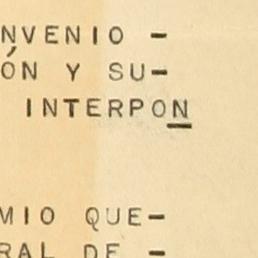 NVENIO -
ÓN Y SU-
INTERPON
MIO QUE-
RAL DE -